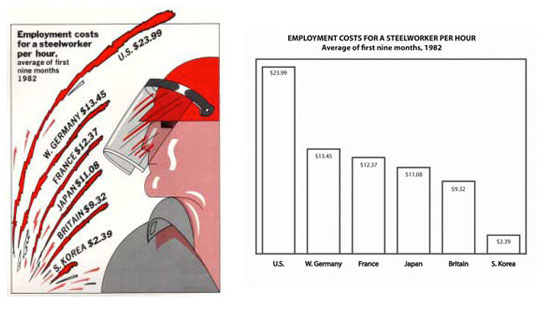 Employment costs
for a steelworker
per hour,
average of first
nine months
1982
U.S. $23.99
W. GERMANY $13.45
FRANCE $12.37
JAPAN $11.08
BRITAIN $9.32
S. KOREA $2.39
EMPLOYMENT COSTS FOR A STEELWORKER PER HOUR
Average of first nine months, 1982
$23.99
$13.45
$12.37
$11.08
$9.32
$2.39
U.S. W. Germany France Japan Britain S. Korea